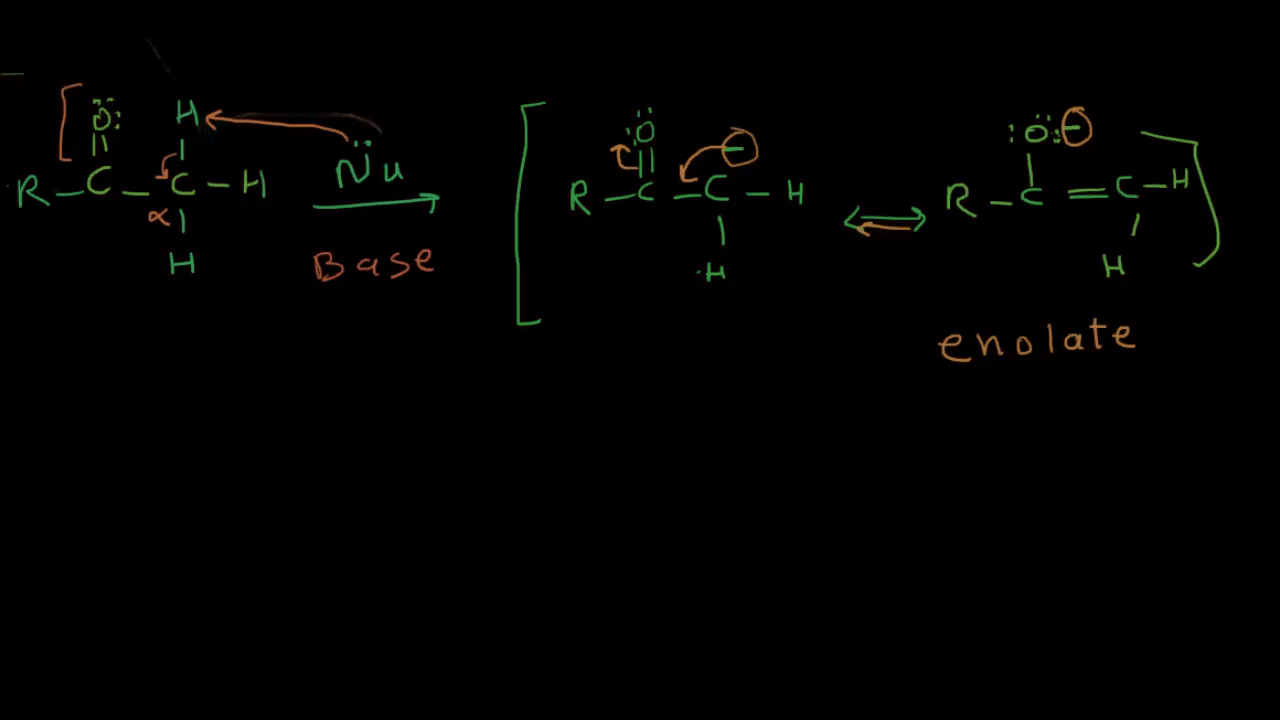 :Ö: H Nu
R – C – C – H
α
H
Base
:Ö ⊖
R – C – C – H
H
:Ö: ⊖
R – C = C – H
H
enolate